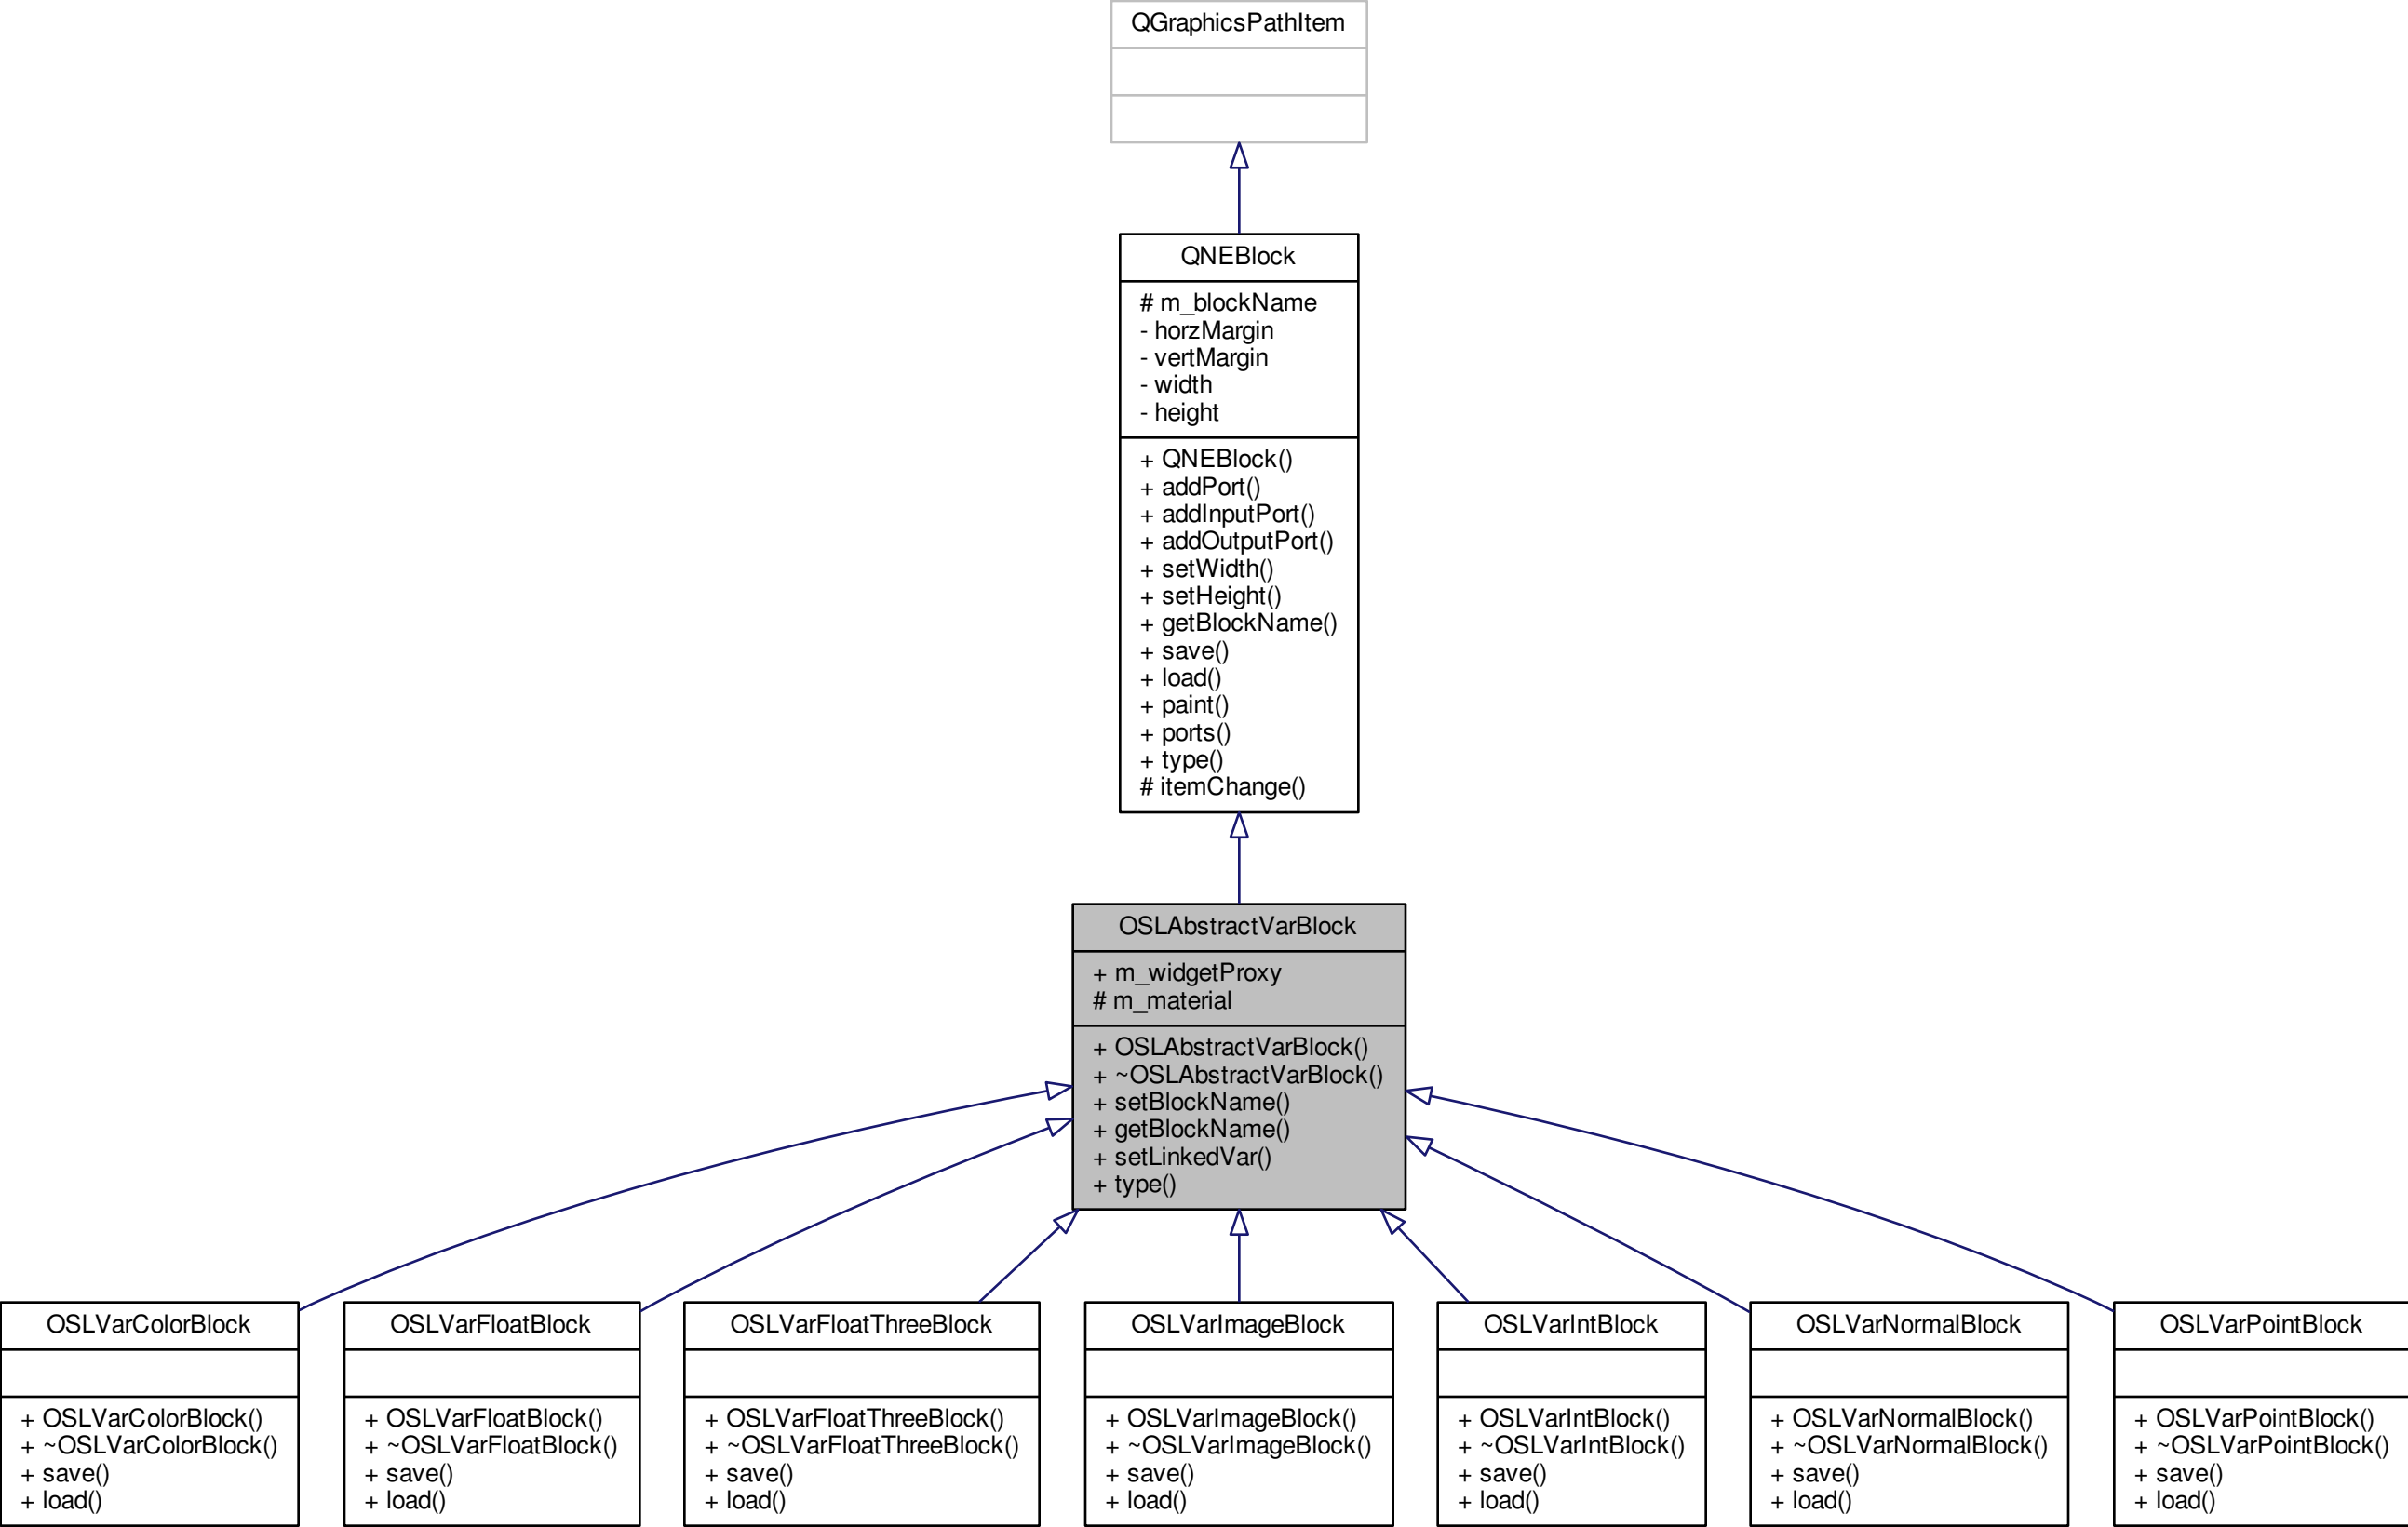 QGraphicsPathItem
QNEBlock
# m_blockName
- horzMargin
- vertMargin
- width
- height
+ QNEBlock()
+ addPort()
+ addInputPort()
+ addOutputPort()
+ setWidth()
+ setHeight()
+ getBlockName()
+ save()
+ load()
+ paint()
+ ports()
+ type()
# itemChange()
OSLAbstractVarBlock
+ m_widgetProxy
# m_material
+ OSLAbstractVarBlock()
+ ~OSLAbstractVarBlock()
+ setBlockName()
+ getBlockName()
+ setLinkedVar()
+ type()
OSLVarColorBlock
+ OSLVarColorBlock()
+ ~OSLVarColorBlock()
+ save()
+ load()
OSLVarFloatBlock
+ OSLVarFloatBlock()
+ ~OSLVarFloatBlock()
+ save()
+ load()
OSLVarFloatThreeBlock
+ OSLVarFloatThreeBlock()
+ ~OSLVarFloatThreeBlock()
+ save()
+ load()
OSLVarImageBlock
+ OSLVarImageBlock()
+ ~OSLVarImageBlock()
+ save()
+ load()
OSLVarIntBlock
+ OSLVarIntBlock()
+ ~OSLVarIntBlock()
+ save()
+ load()
OSLVarNormalBlock
+ OSLVarNormalBlock()
+ ~OSLVarNormalBlock()
+ save()
+ load()
OSLVarPointBlock
+ OSLVarPointBlock()
+ ~OSLVarPointBlock()
+ save()
+ load()